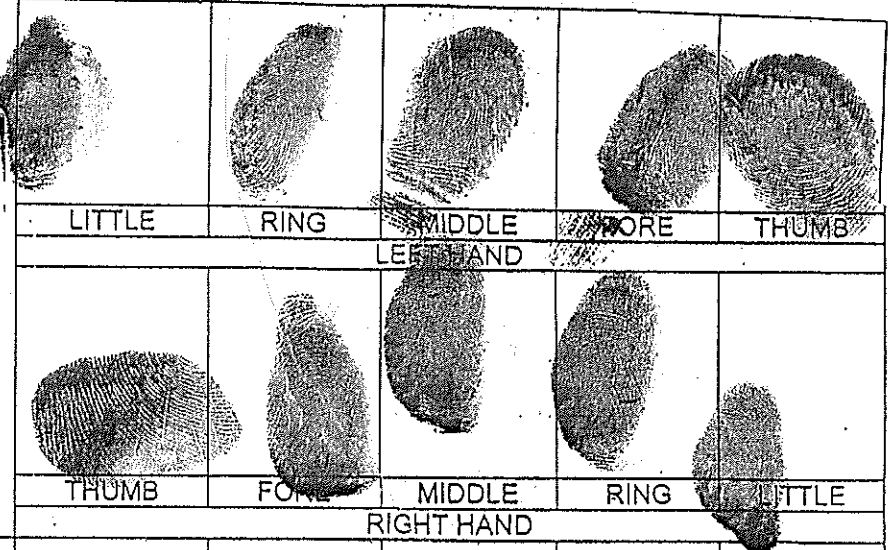 LITTLE RING MIDDLE FORE THUMB
LEFT HAND
THUMB FORE MIDDLE RING LITTLE
RIGHT HAND